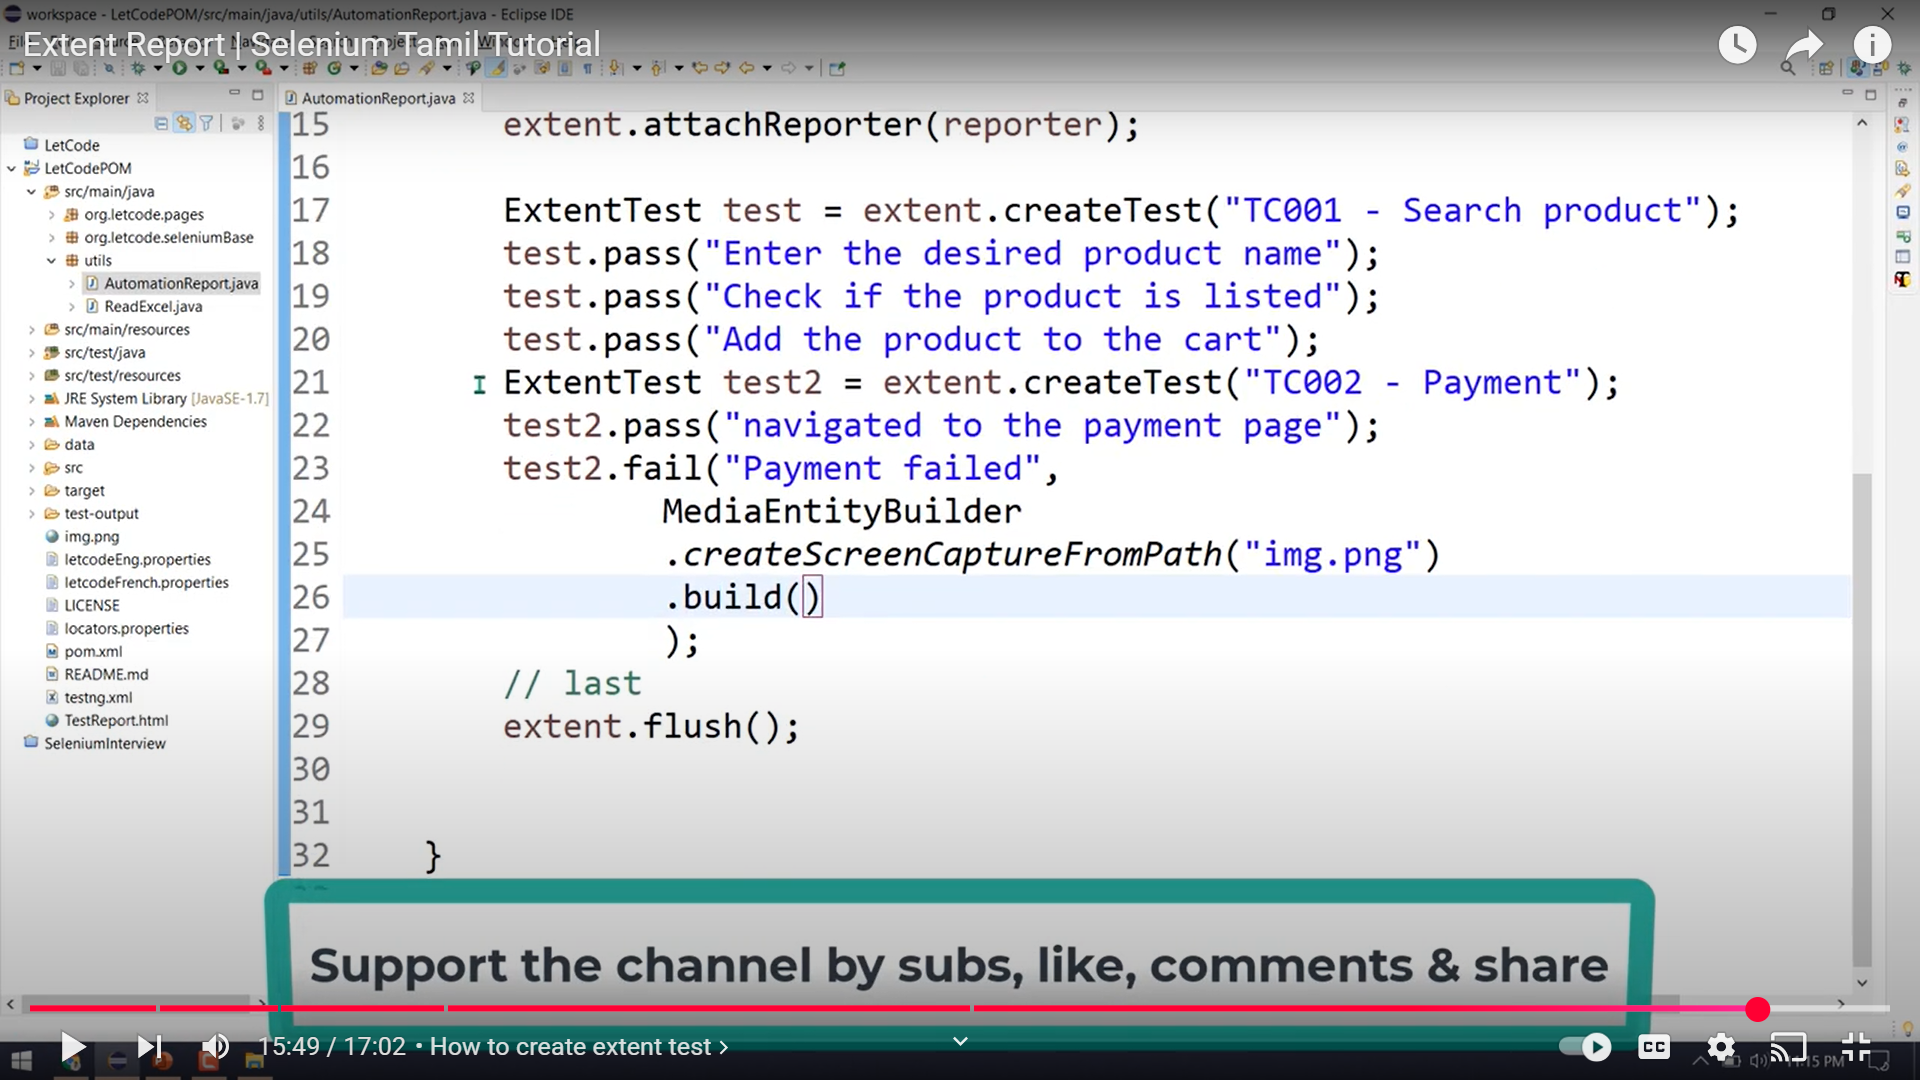 workspace - LetCodePOM/src/main/java/utils/AutomationReport.java - Eclipse IDE
Extent Report | Selenium Tamil Tutorial
Project Explorer
AutomationReport.java
LetCode
LetCodePOM
src/main/java
org.letcode.pages
org.letcode.seleniumBase
utils
AutomationReport.java
ReadExcel.java
src/main/resources
src/test/java
src/test/resources
JRE System Library [JavaSE-1.7]
Maven Dependencies
data
src
target
test-output
img.png
letcodeEng.properties
letcodeFrench.properties
LICENSE
locators.properties
pom.xml
README.md
testng.xml
TestReport.html
SeleniumInterview
15 extent.attachReporter(reporter);
16
17 ExtentTest test = extent.createTest("TC001 - Search product");
18 test.pass("Enter the desired product name");
19 test.pass("Check if the product is listed");
20 test.pass("Add the product to the cart");
21 ExtentTest test2 = extent.createTest("TC002 - Payment");
22 test2.pass("navigated to the payment page");
23 test2.fail("Payment failed",
24 MediaEntityBuilder
25 .createScreenCaptureFromPath("img.png")
26 .build()
27 );
28 // last
29 extent.flush();
30
31
32 }
Support the channel by subs, like, comments & share
15:49 / 17:02 • How to create extent test ›
CC